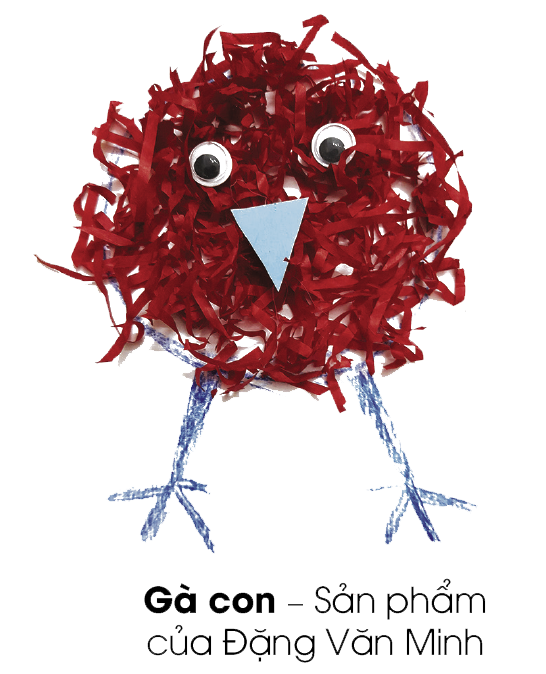 Gà con – Sản phẩm
của Đặng Văn Minh